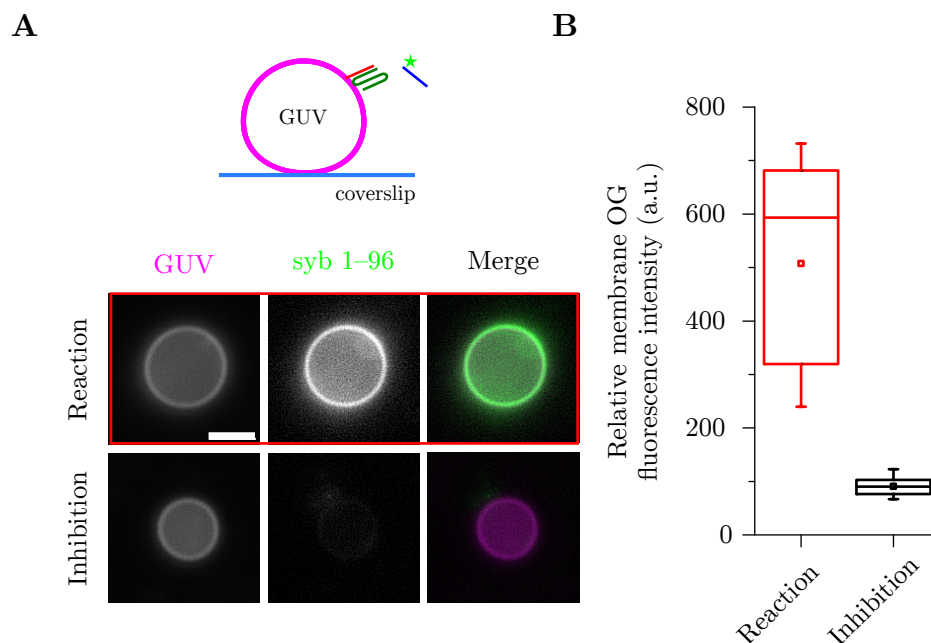 A
GUV
coverslip
GUV syb 1–96 Merge
Reaction
Inhibition
B
Relative membrane OG
fluorescence intensity (a.u.)
800
600
400
200
0
Reaction
Inhibition